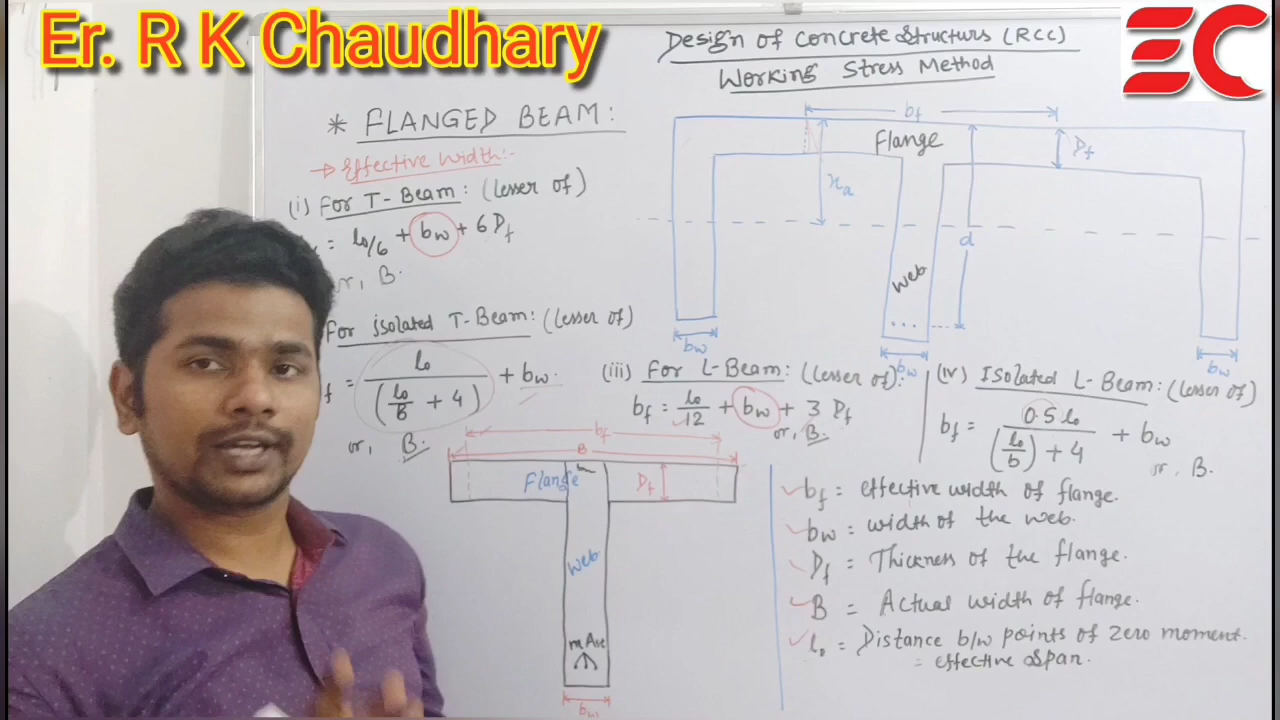 Er. R K Chaudhary
EC
Design of Concrete Structurs (RCC)
Working Stress Method
* FLANGED BEAM:
→ Effective Width:-
(i) For T-Beam: (lesser of)
= l₀/6 + bw + 6 Df
or, B.
For isolated T-Beam: (lesser of)
f = l₀ / ((l₀/B) + 4) + bw.
or, B.
(iii) For L-Beam: (lesser of):
bf = l₀/12 + bw + 3 Df
or, B.
(iv) Isolated L-Beam: (lesser of)
bf = 0.5 l₀ / ((l₀/b) + 4) + bw
or, B.
bf
Flange
Df
xa
d
web
bw
bw
bw
bf
B
Flange
Df
web
m Ast
bw
bf = effective width of flange.
bw = width of the web.
Df = Thickness of the flange.
B = Actual width of flange.
l₀ = Distance b/w points of zero moment.
= effective span.